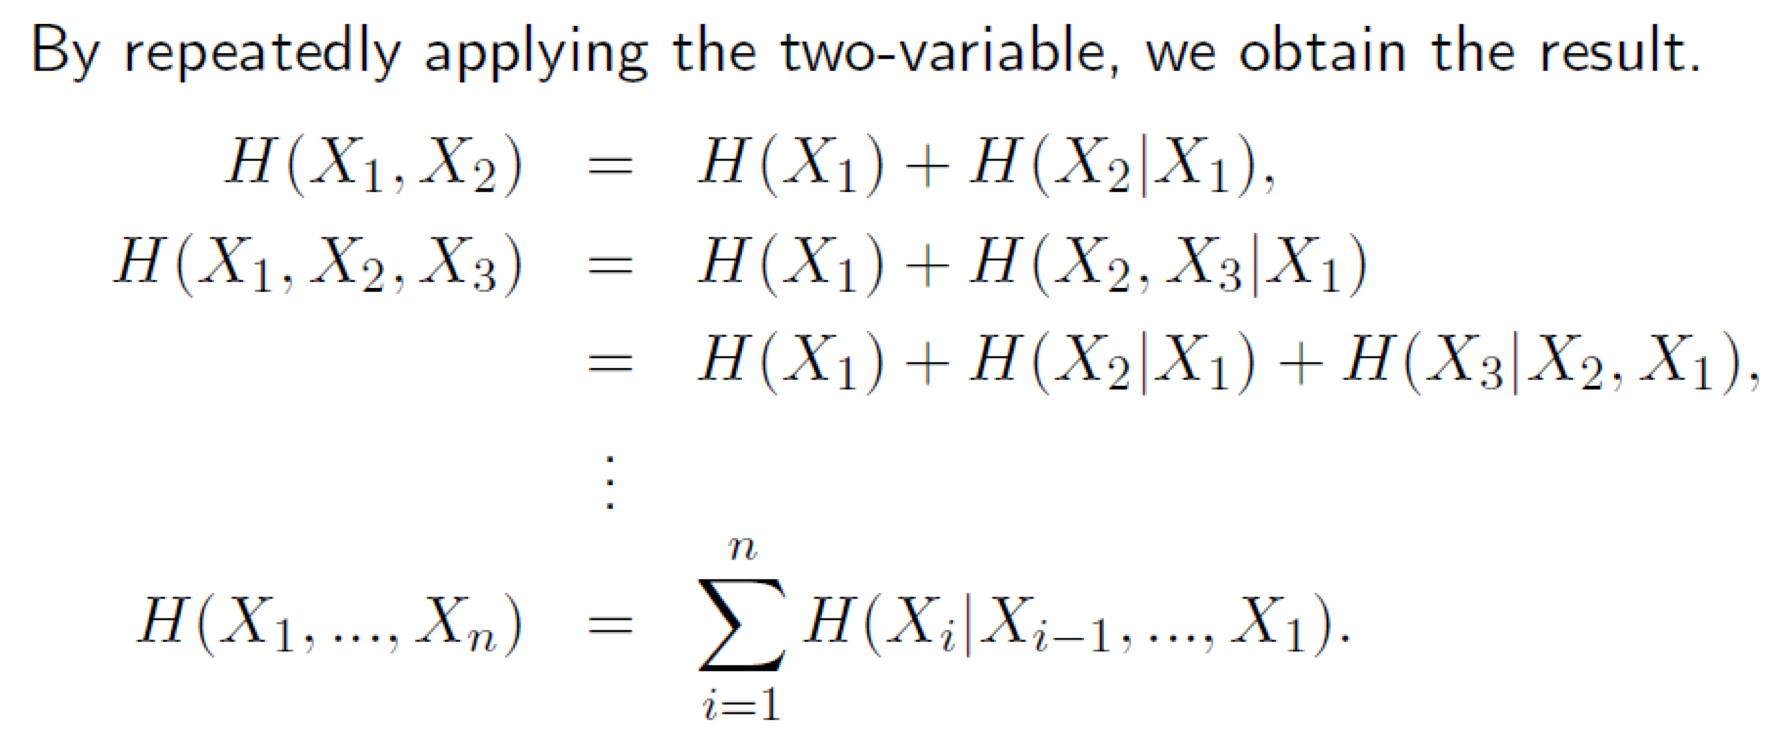 By repeatedly applying the two-variable, we obtain the result.
H(X₁, X₂) = H(X₁) + H(X₂|X₁),
H(X₁, X₂, X₃) = H(X₁) + H(X₂, X₃|X₁)
= H(X₁) + H(X₂|X₁) + H(X₃|X₂, X₁),
⋮
H(X₁, ..., Xₙ) = ∑ᵢ₌₁ⁿ H(Xᵢ|Xᵢ₋₁, ..., X₁).